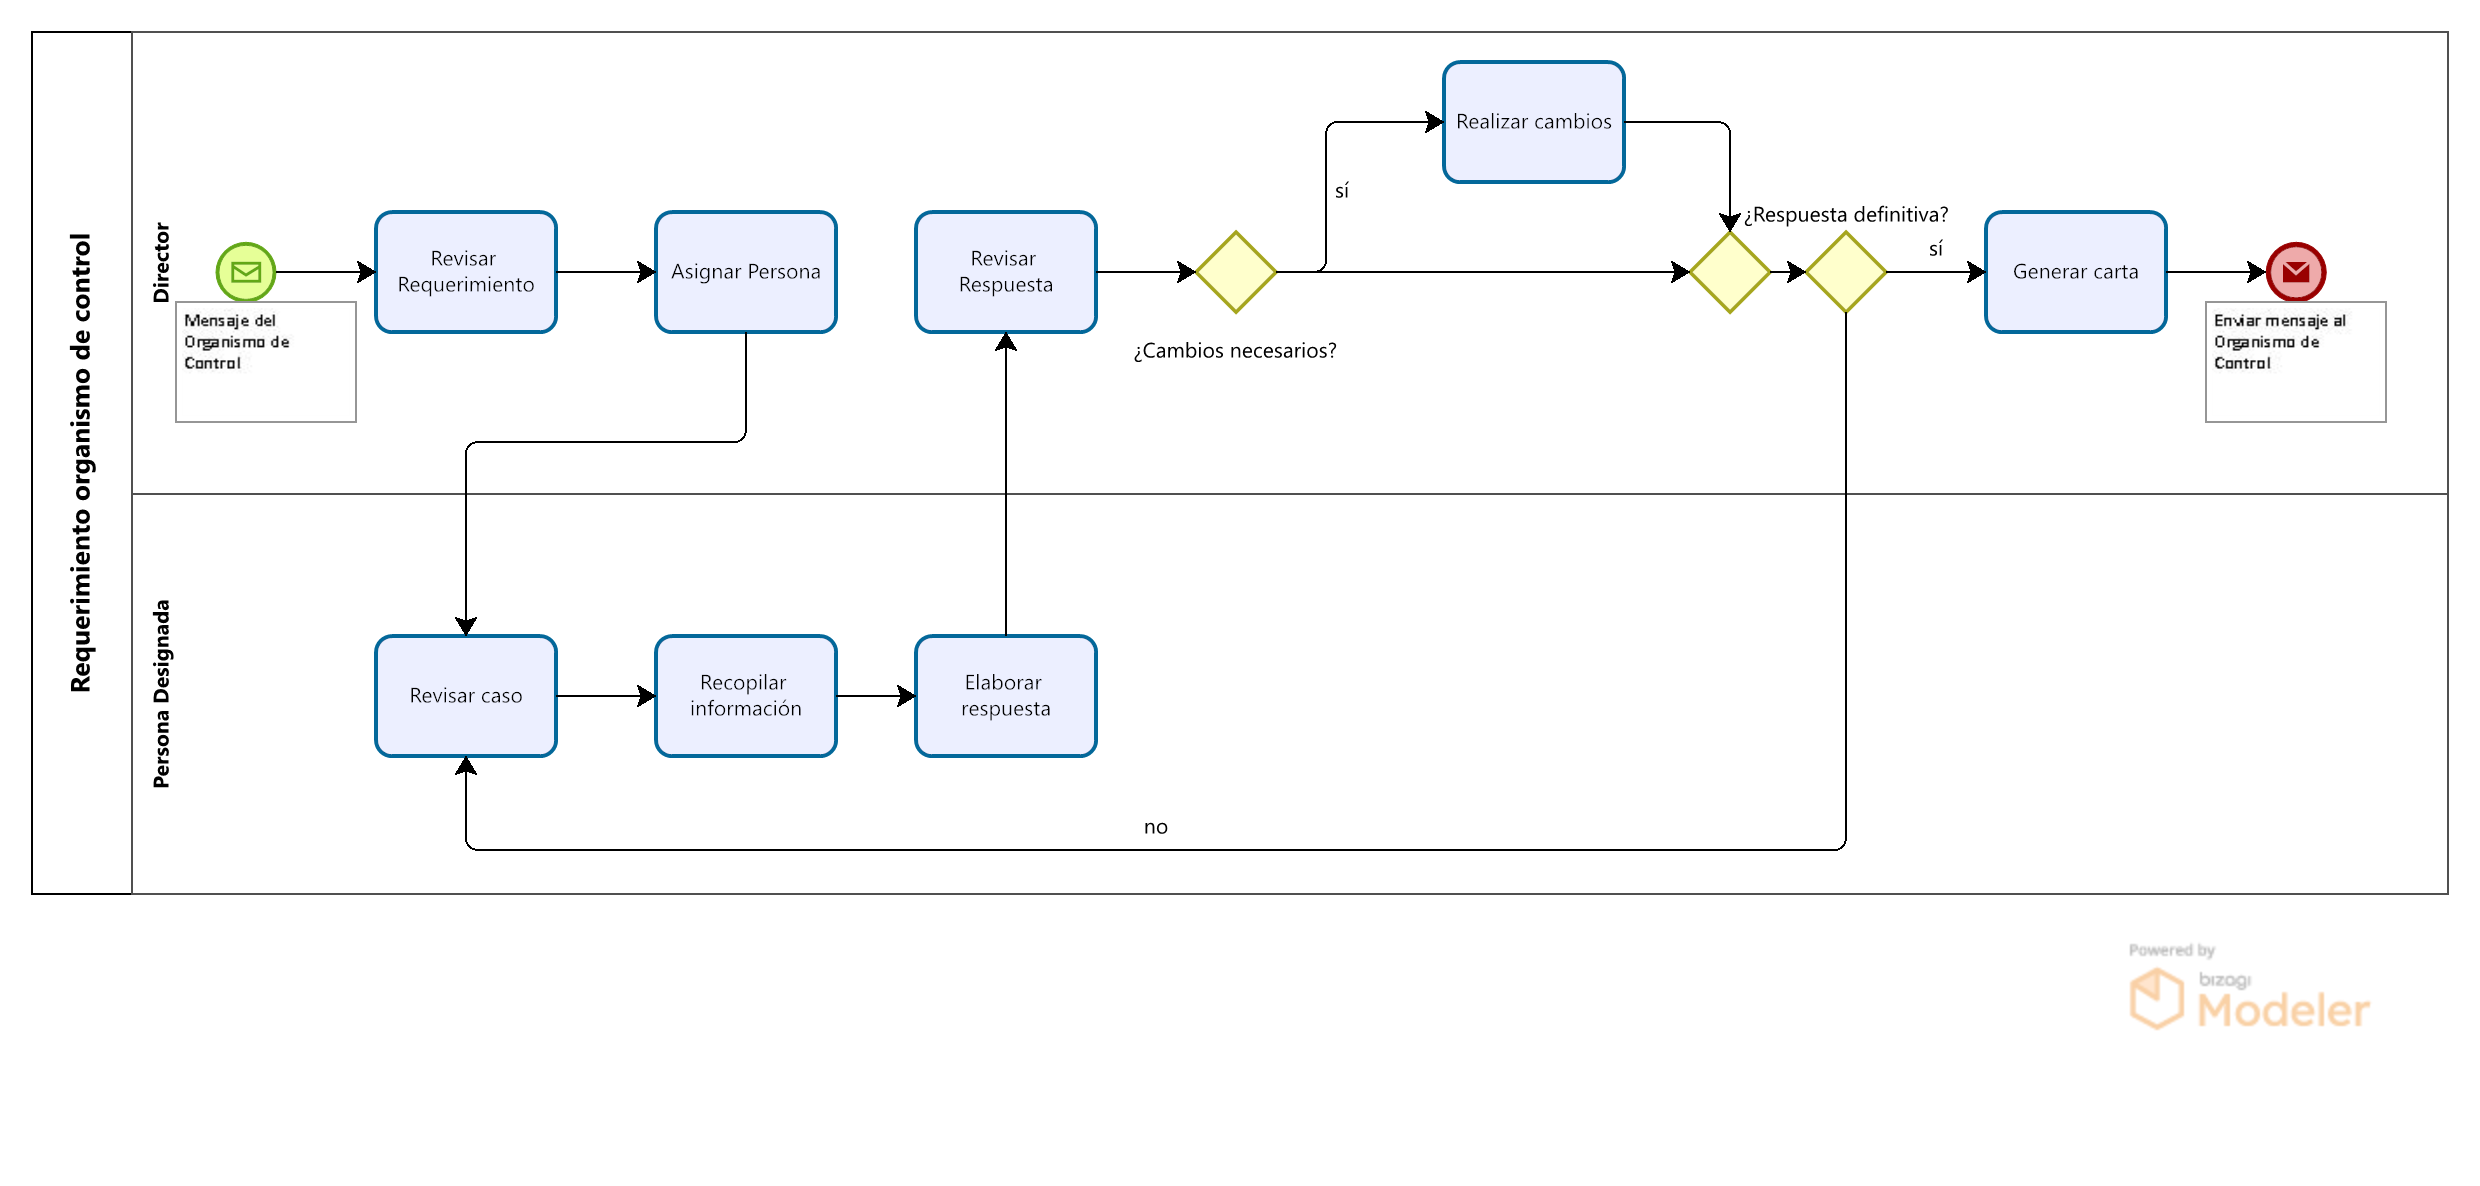 Requerimiento organismo de control
Director
Mensaje del
Organismo de
Control
Revisar
Requerimiento
Asignar Persona
Revisar
Respuesta
¿Cambios necesarios?
sí
Realizar cambios
¿Respuesta definitiva?
sí
Generar carta
Enviar mensaje al
Organismo de
Control
Persona Designada
Revisar caso
Recopilar
información
Elaborar
respuesta
no
Powered by
bizagi
Modeler